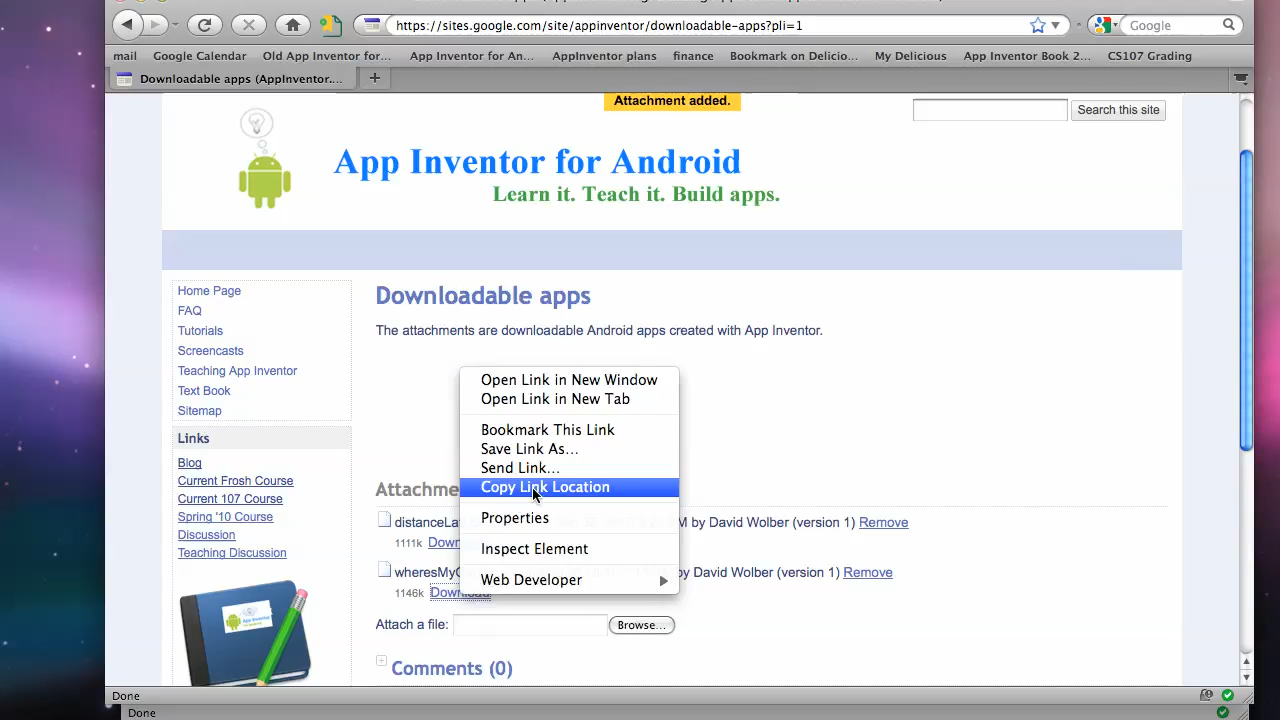 https://sites.google.com/site/appinventor/downloadable-apps?pli=1
Google
mail Google Calendar Old App Inventor for... App Inventor for An... AppInventor plans finance Bookmark on Delicio... My Delicious App Inventor Book 2... CS107 Grading
Downloadable apps (AppInventor....
Attachment added.
Search this site
App Inventor for Android
Learn it. Teach it. Build apps.
Home Page
FAQ
Tutorials
Screencasts
Teaching App Inventor
Text Book
Sitemap
Links
Blog
Current Frosh Course
Current 107 Course
Spring '10 Course
Discussion
Teaching Discussion
Downloadable apps
The attachments are downloadable Android apps created with App Inventor.
Open Link in New Window
Open Link in New Tab
Bookmark This Link
Save Link As...
Send Link...
Copy Link Location
Properties
Inspect Element
Web Developer
Attachme
distanceLa M by David Wolber (version 1) Remove
1111k Down
wheresMyC by David Wolber (version 1) Remove
1146k Download
Attach a file: Browse...
Comments (0)
Done
Done